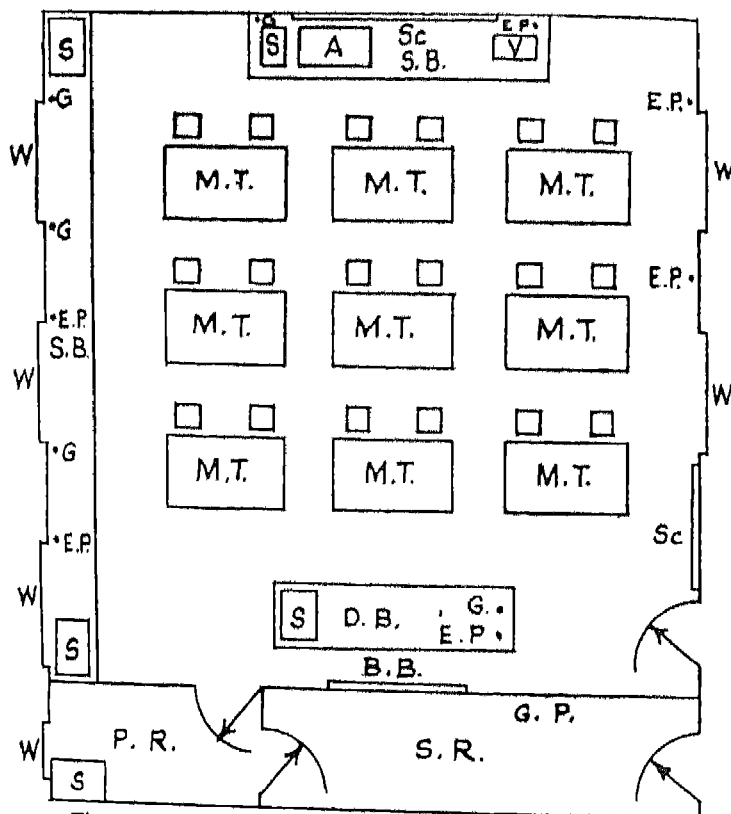 •G E.P.•
S S A Sc V
S.B.
•G E.P.•
W W
M.T. M.T. M.T.
•G
E.P.•
•E.P.
S.B. M.T. M.T. M.T.
W W
•G M.T. M.T. M.T.
Sc
•E.P.
W S D.B. G.•
E.P•
S
B.B.
G.P.
W P.R. S.R.
S